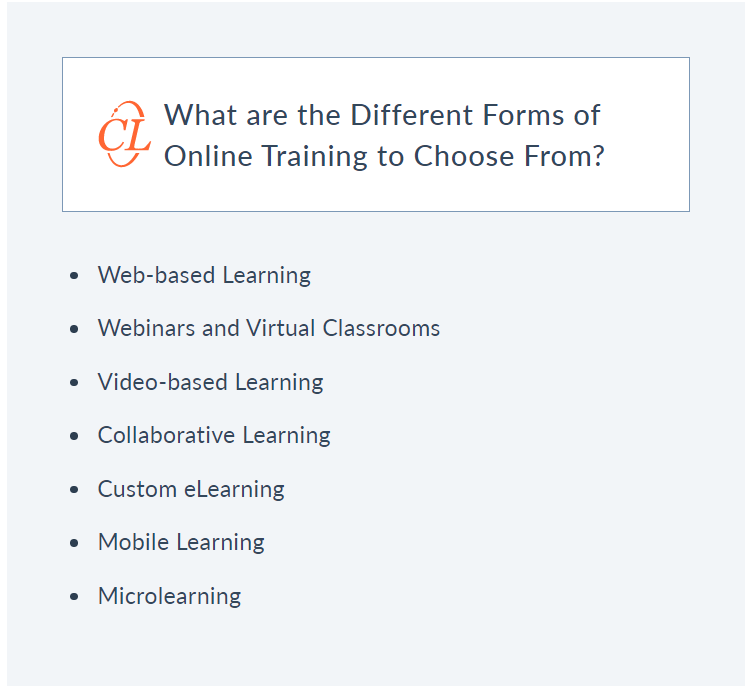 CL
What are the Different Forms of
Online Training to Choose From?
• Web-based Learning
• Webinars and Virtual Classrooms
• Video-based Learning
• Collaborative Learning
• Custom eLearning
• Mobile Learning
• Microlearning